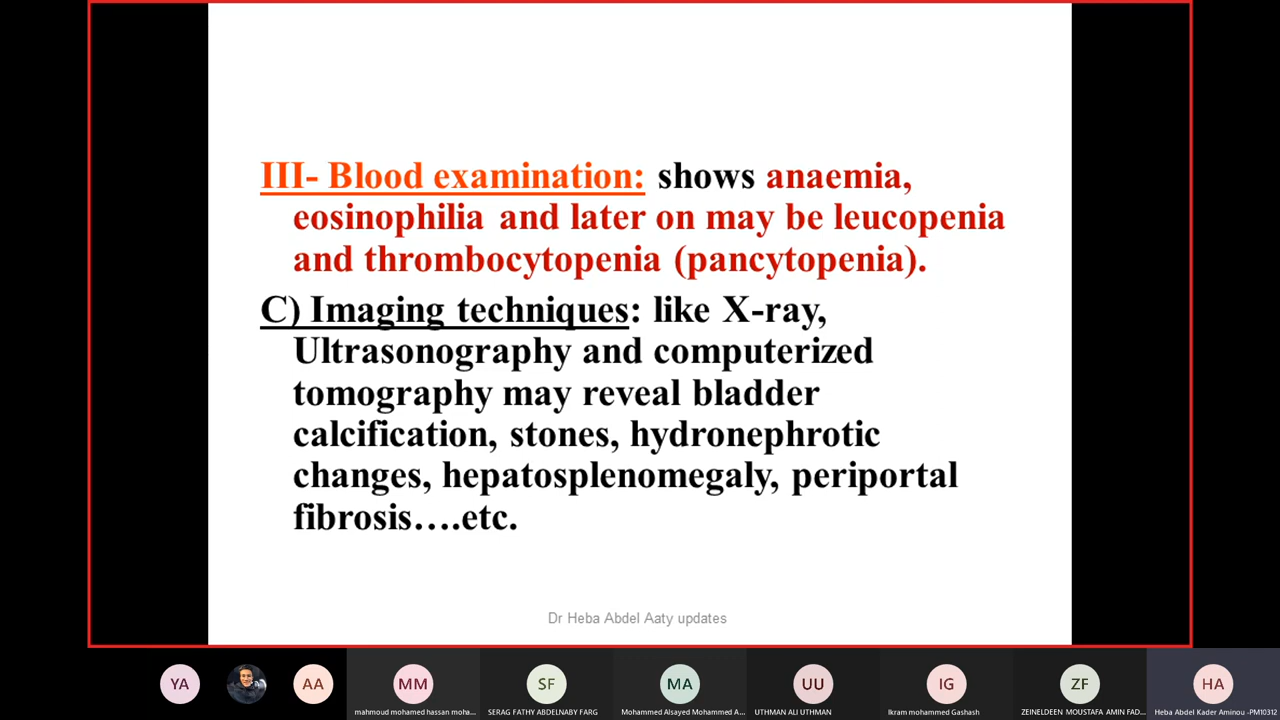 III- Blood examination: shows anaemia,
eosinophilia and later on may be leucopenia
and thrombocytopenia (pancytopenia).
C) Imaging techniques: like X-ray,
Ultrasonography and computerized
tomography may reveal bladder
calcification, stones, hydronephrotic
changes, hepatosplenomegaly, periportal
fibrosis….etc.
Dr Heba Abdel Aaty updates
YA AA MM SF MA UU IG ZF HA
mahmoud mohamed hassan moha... SERAG FATHY ABDELNABY FARG Mohammed Alsayed Mohammed A... UTHMAN ALI UTHMAN Ikram mohammed Gashash ZEINELDEEN MOUSTAFA AMIN FAD... Heba Abdel Kader Aminou -PM10312